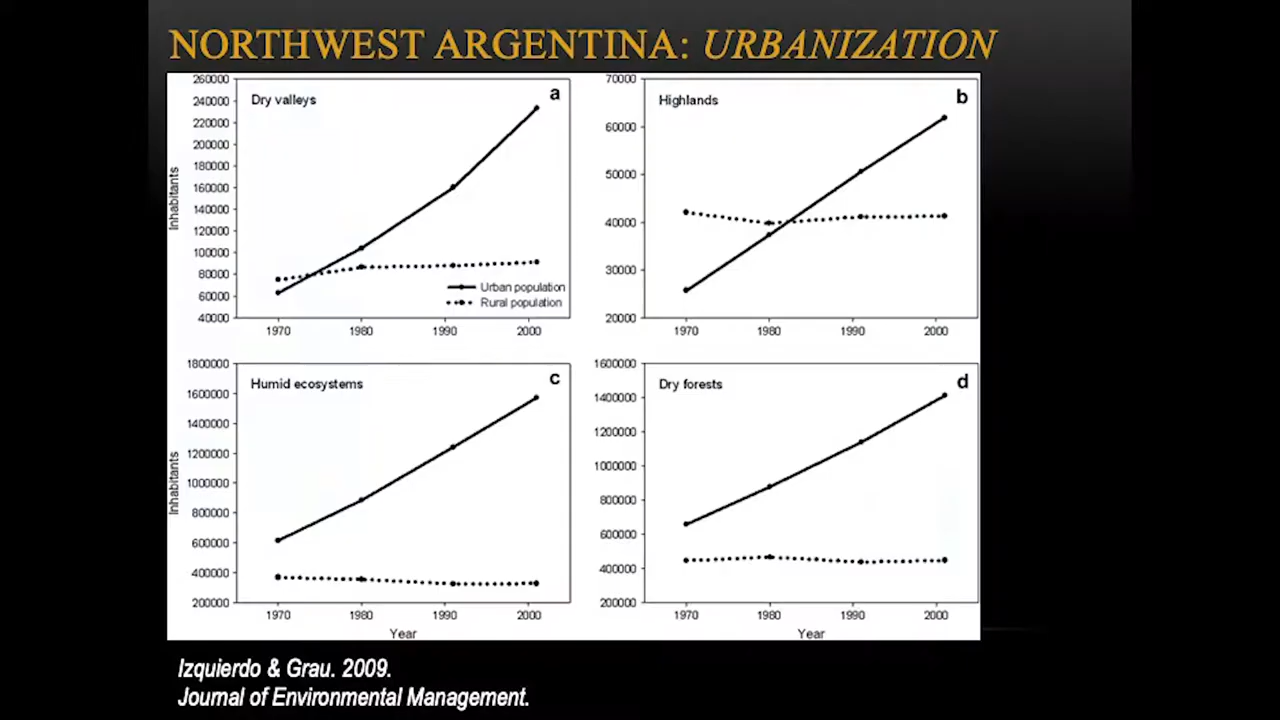 NORTHWEST ARGENTINA: URBANIZATION
260000
240000
220000
200000
180000
160000
140000
120000
100000
80000
60000
40000
Inhabitants
Dry valleys
a
Urban population
Rural population
1970 1980 1990 2000
70000
60000
50000
40000
30000
20000
Highlands
b
1970 1980 1990 2000
1800000
1600000
1400000
1200000
1000000
800000
600000
400000
200000
Inhabitants
Humid ecosystems
c
1970 1980 1990 2000
Year
1600000
1400000
1200000
1000000
800000
600000
400000
200000
Dry forests
d
1970 1980 1990 2000
Year
Izquierdo & Grau. 2009.
Journal of Environmental Management.